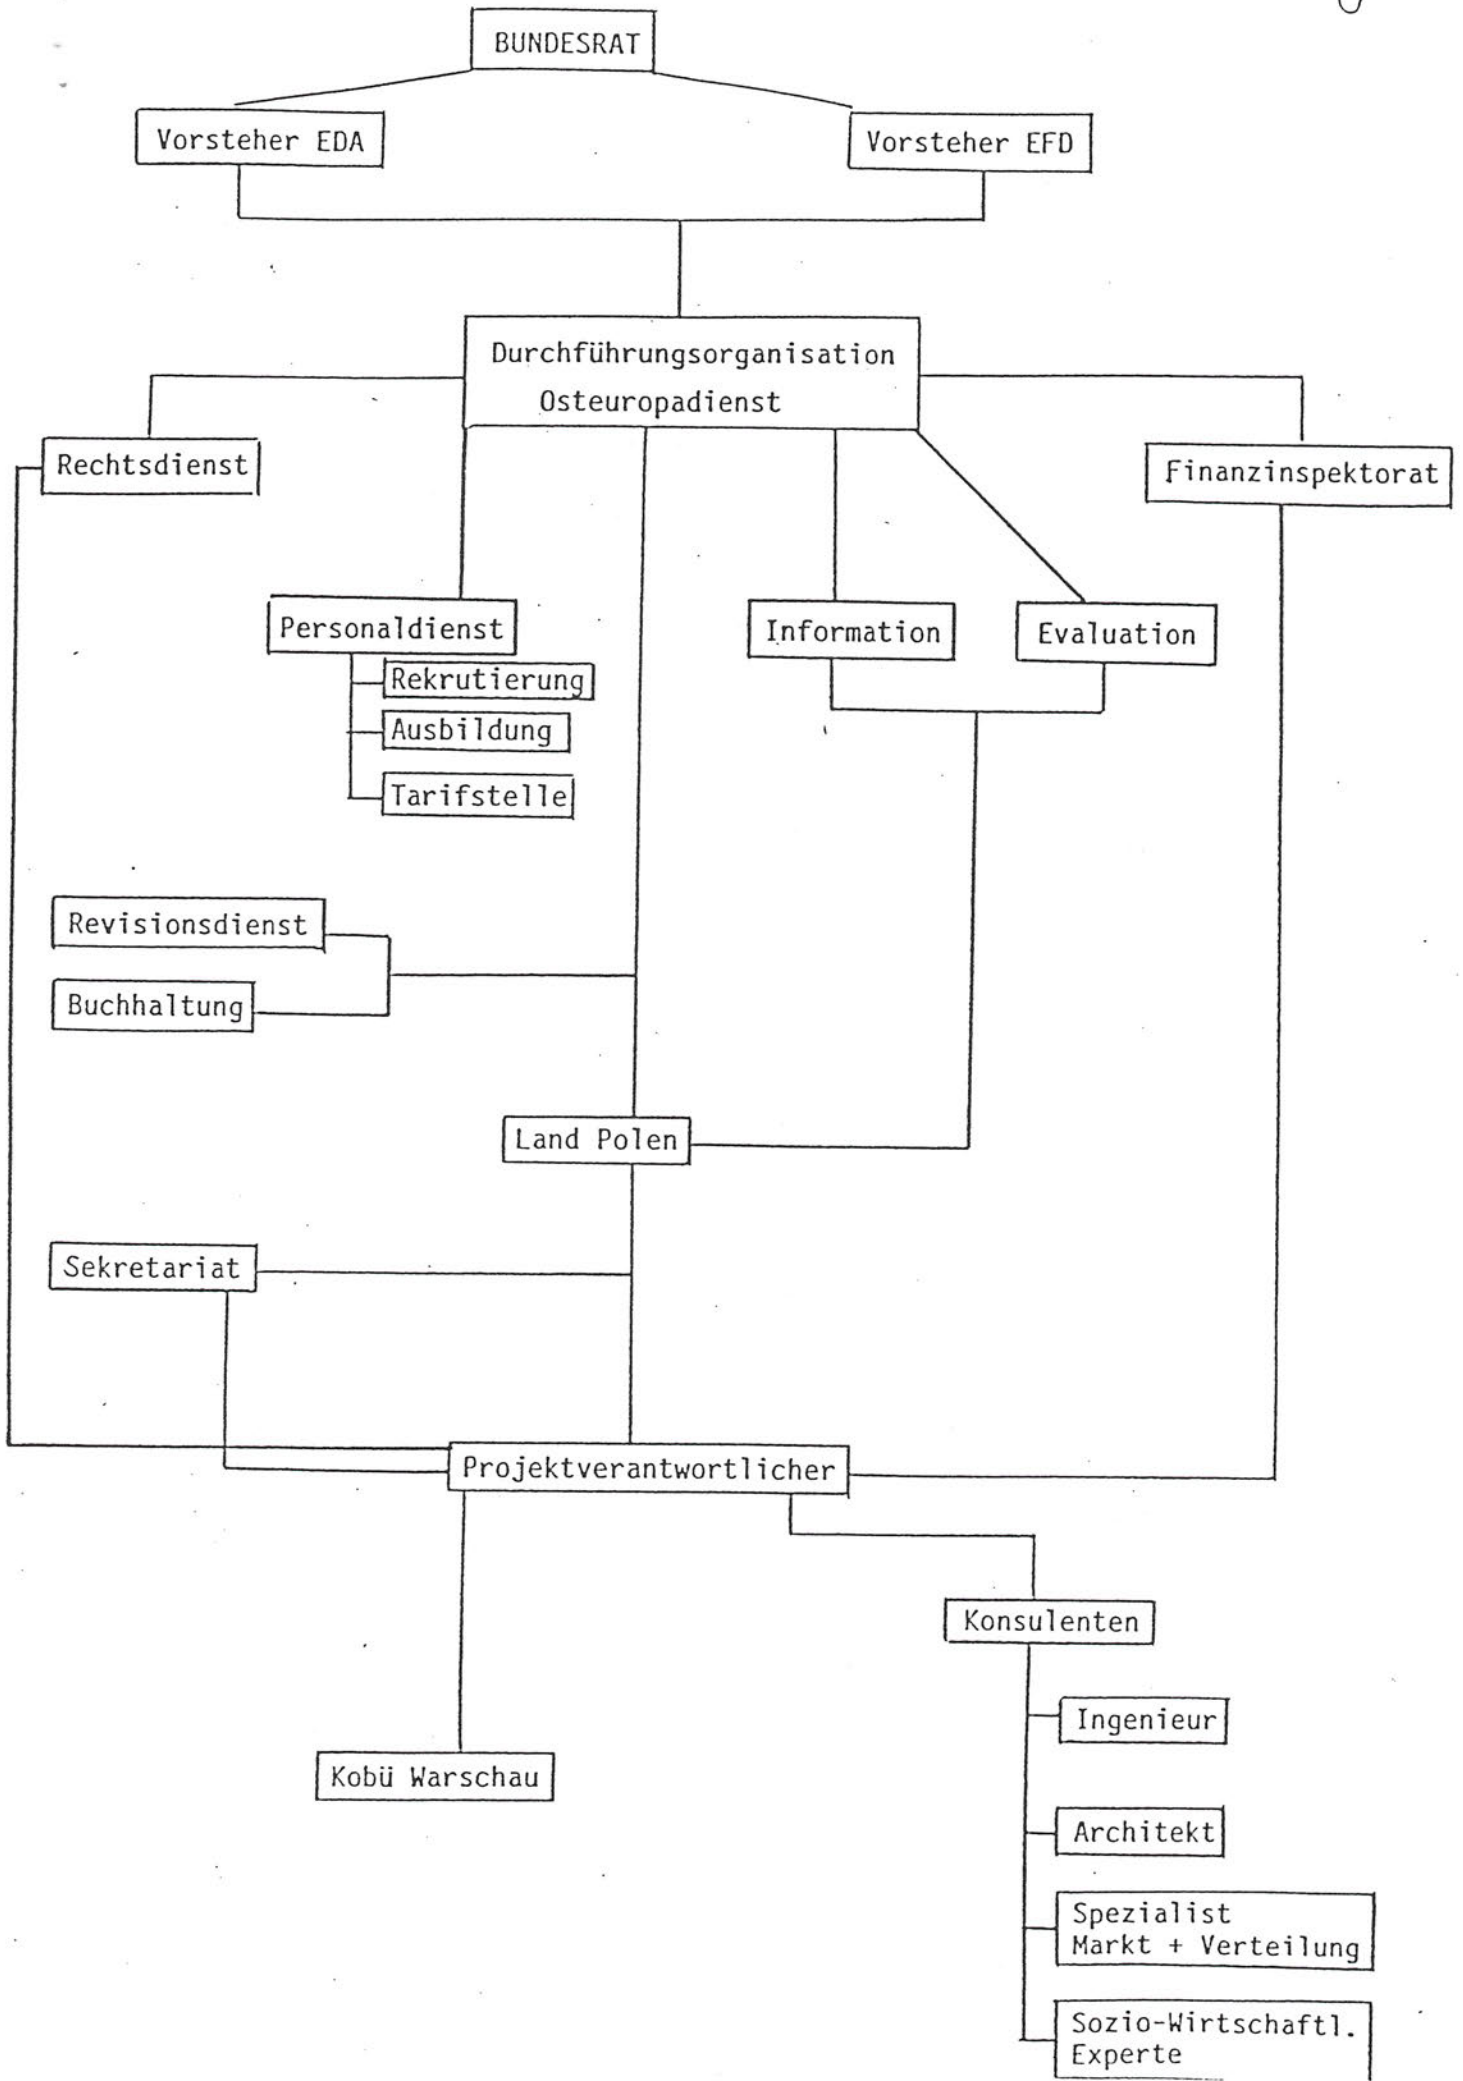 BUNDESRAT
Vorsteher EDA
Vorsteher EFD
Durchführungsorganisation
Osteuropadienst
Rechtsdienst
Finanzinspektorat
Personaldienst
Information
Evaluation
Rekrutierung
Ausbildung
Tarifstelle
Revisionsdienst
Buchhaltung
Land Polen
Sekretariat
Projektverantwortlicher
Konsulenten
Ingenieur
Kobü Warschau
Architekt
Spezialist
Markt + Verteilung
Sozio-Wirtschaftl.
Experte